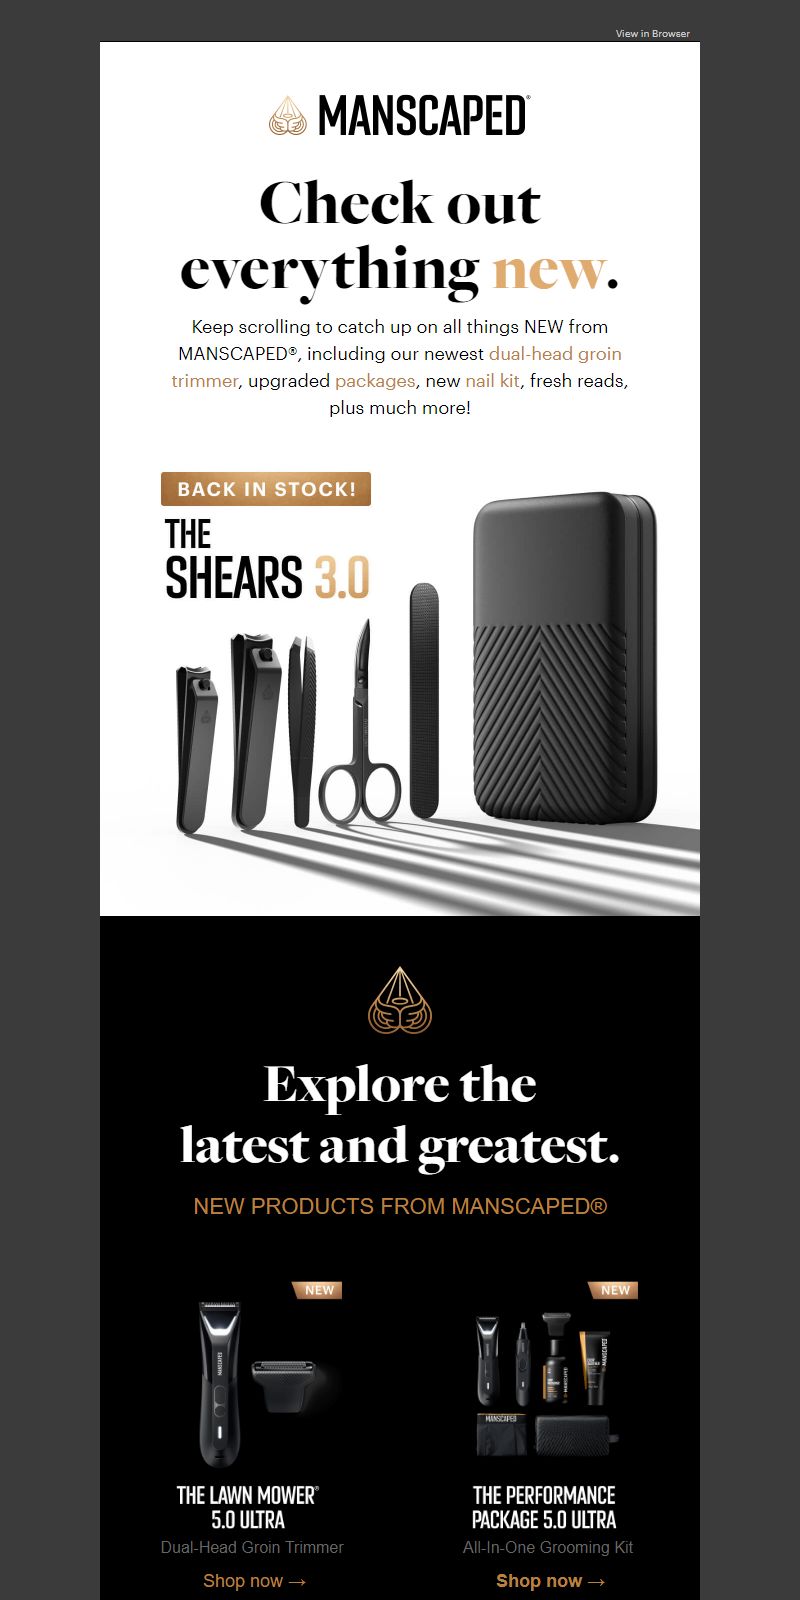 View in Browser
MANSCAPED®
Check out
everything new.
Keep scrolling to catch up on all things NEW from
MANSCAPED®, including our newest dual-head groin
trimmer, upgraded packages, new nail kit, fresh reads,
plus much more!
BACK IN STOCK!
THE
SHEARS 3.0
Explore the
latest and greatest.
NEW PRODUCTS FROM MANSCAPED®
NEW
NEW
MANSCAPED
MANSCAPED
MANSCAPED
THE LAWN MOWER®
5.0 ULTRA
THE PERFORMANCE
PACKAGE 5.0 ULTRA
Dual-Head Groin Trimmer
All-In-One Grooming Kit
Shop now →
Shop now →